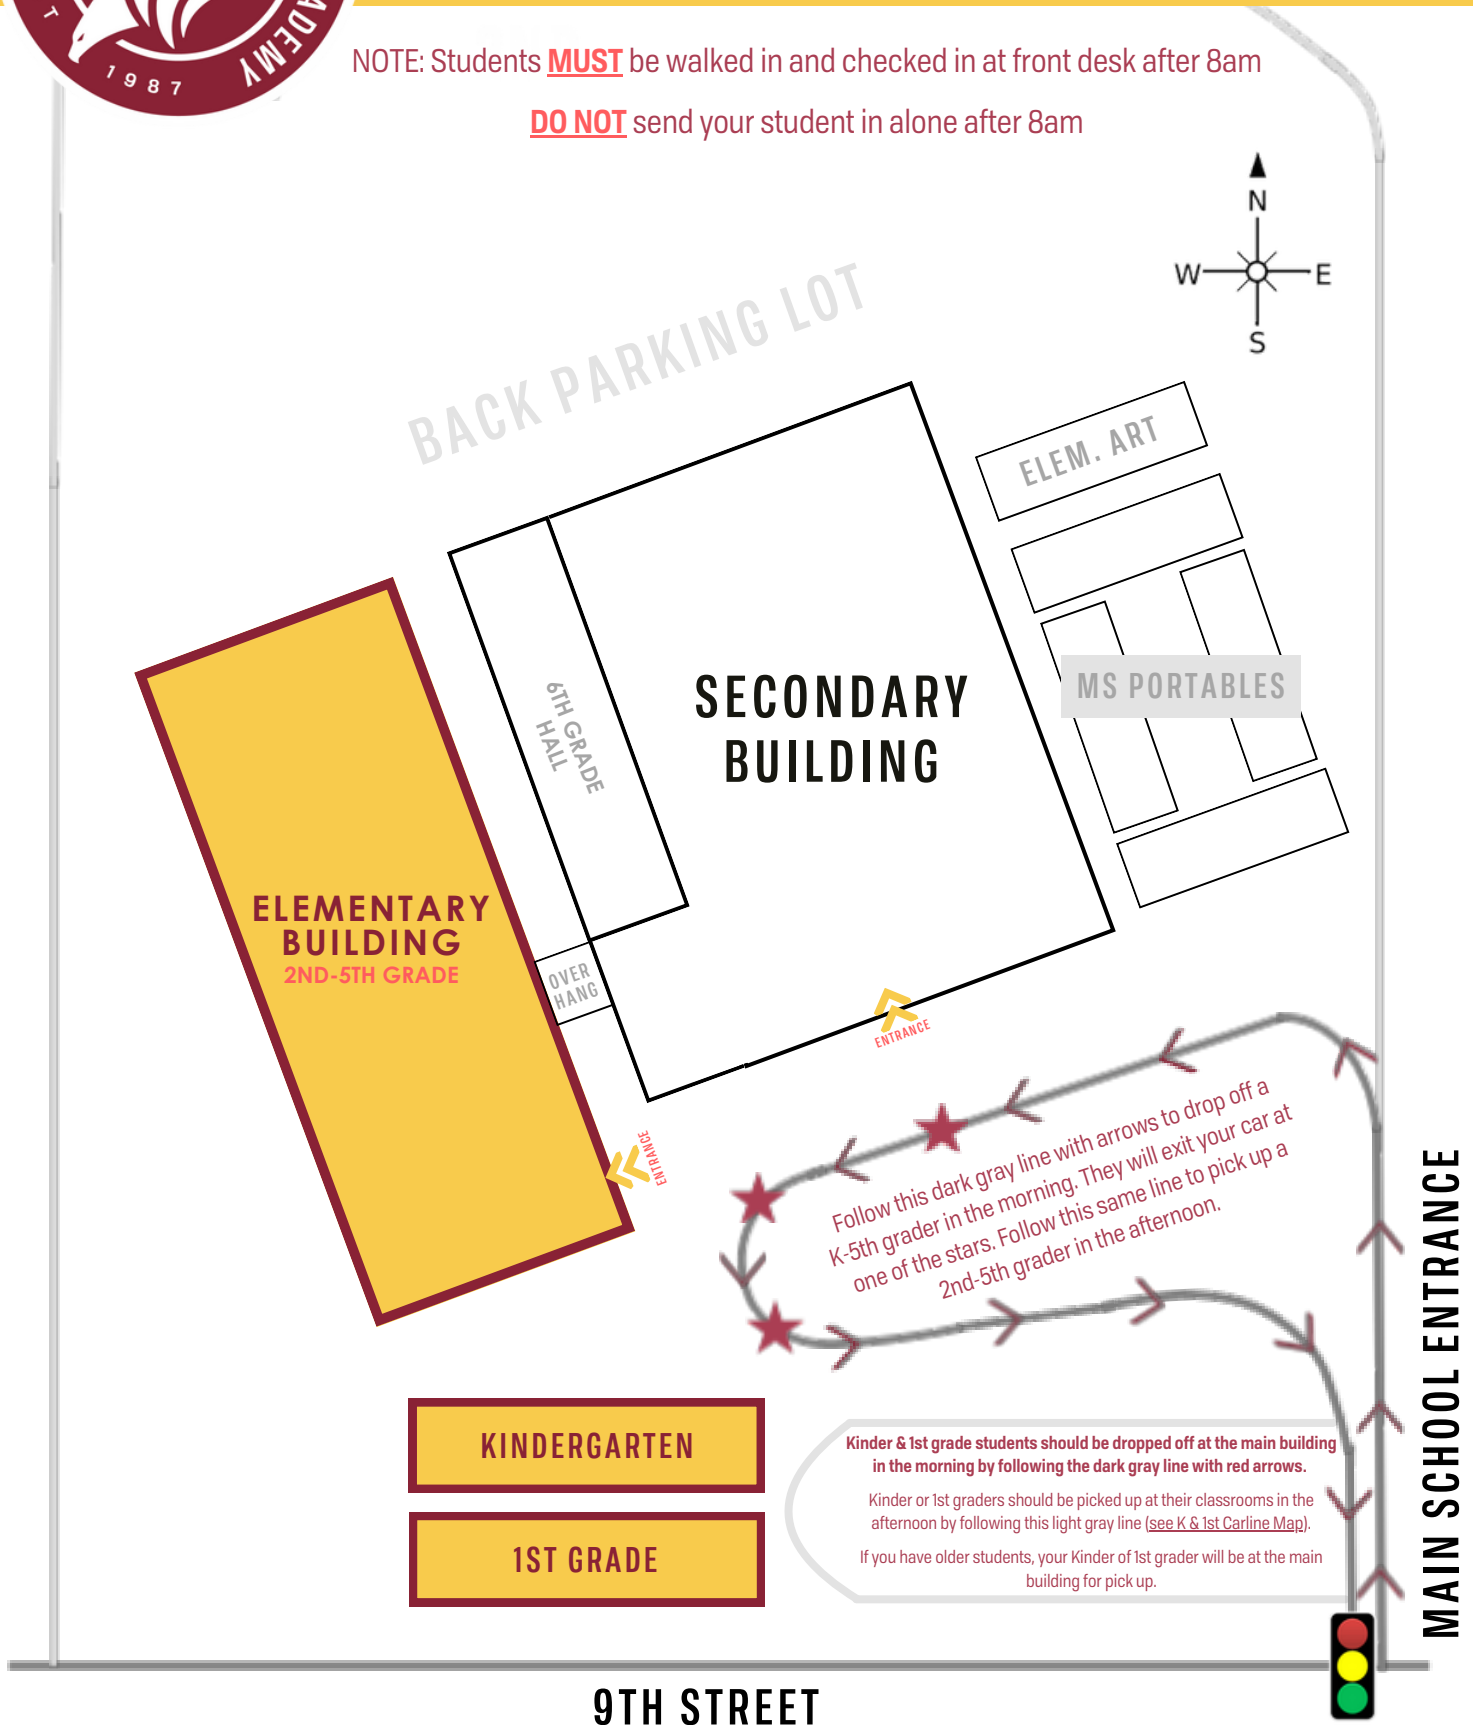 ADEMY
1987
NOTE: Students MUST be walked in and checked in at front desk after 8am
DO NOT send your student in alone after 8am
N
W
E
S
BACK PARKING LOT
ELEM. ART
MS PORTABLES
6TH GRADE
HALL
SECONDARY
BUILDING
ELEMENTARY
BUILDING
2ND-5TH GRADE
OVER
HANG
ENTRANCE
ENTRANCE
Follow this dark gray line with arrows to drop off a
K-5th grader in the morning. They will exit your car at
one of the stars. Follow this same line to pick up a
2nd-5th grader in the afternoon.
KINDERGARTEN
1ST GRADE
Kinder & 1st grade students should be dropped off at the main building
in the morning by following the dark gray line with red arrows.
Kinder or 1st graders should be picked up at their classrooms in the
afternoon by following this light gray line (see K & 1st Carline Map).
If you have older students, your Kinder of 1st grader will be at the main
building for pick up.
MAIN SCHOOL ENTRANCE
9TH STREET